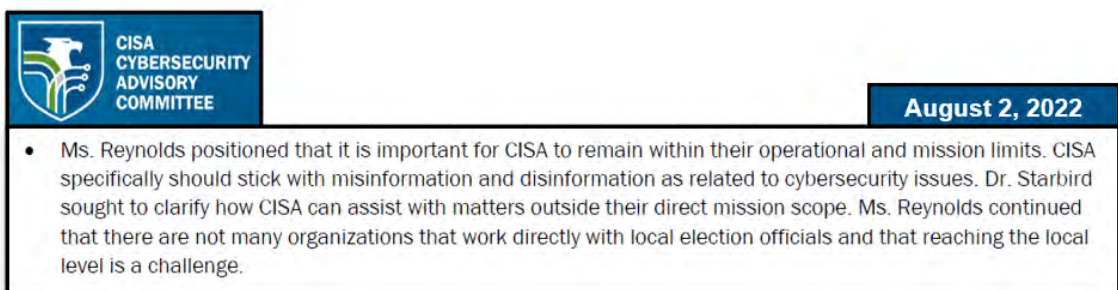 CISA
CYBERSECURITY
ADVISORY
COMMITTEE
August 2, 2022
• Ms. Reynolds positioned that it is important for CISA to remain within their operational and mission limits. CISA
specifically should stick with misinformation and disinformation as related to cybersecurity issues. Dr. Starbird
sought to clarify how CISA can assist with matters outside their direct mission scope. Ms. Reynolds continued
that there are not many organizations that work directly with local election officials and that reaching the local
level is a challenge.